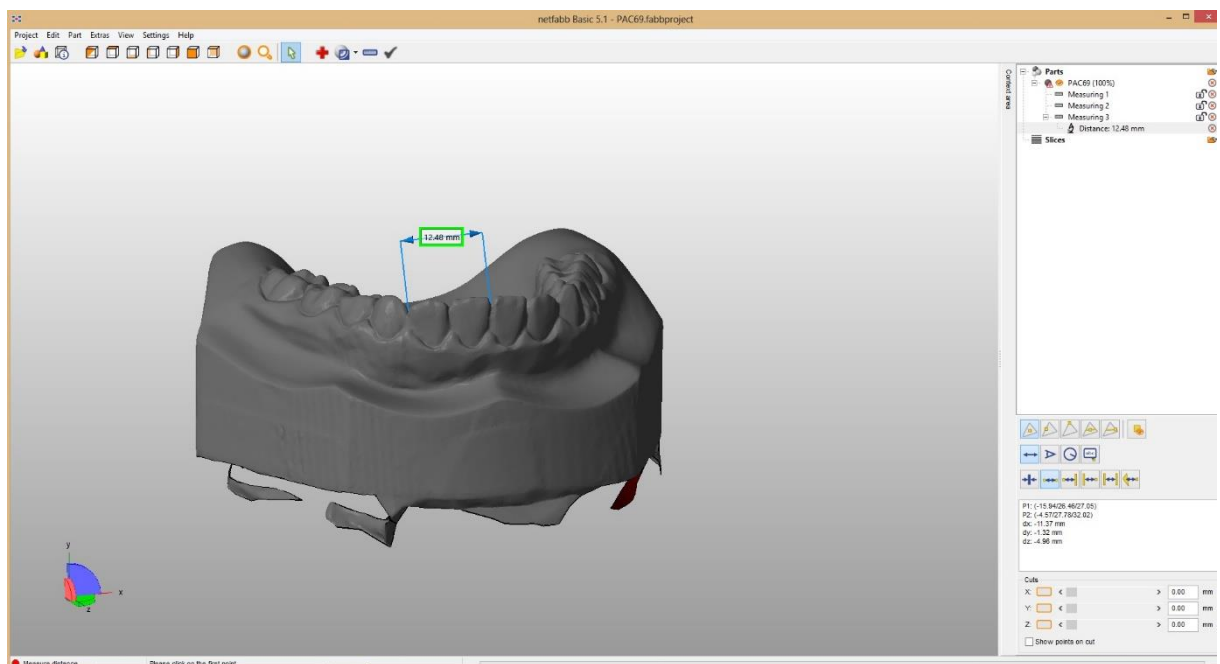 netfabb Basic 5.1 - PAC69.fabbproject
Project Edit Part Extras View Settings Help
Context area
Parts
PAC69 (100%)
Measuring 1
Measuring 2
Measuring 3
Distance: 12.48 mm
Slices
12.48 mm
P1: (-15.94/26.46/27.05)
P2: (-4.57/27.78/32.02)
dx: -11.37 mm
dy: -1.32 mm
dz: -4.96 mm
Cuts
X: < > 0.00 mm
Y: < > 0.00 mm
Z: < > 0.00 mm
Show points on cut
y
x
z
Measure distance Please click on the first point